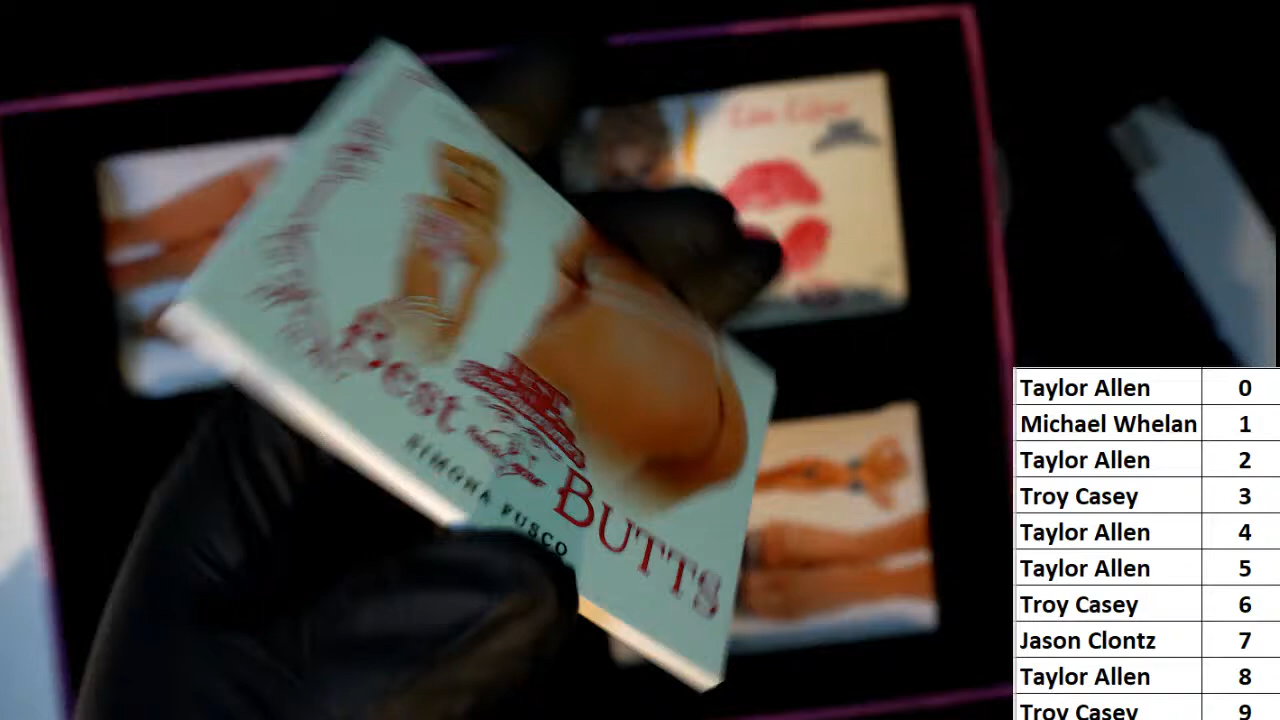 Best
BUTTS
SIMONA FUSCO
Taylor Allen 0
Michael Whelan 1
Taylor Allen 2
Troy Casey 3
Taylor Allen 4
Taylor Allen 5
Troy Casey 6
Jason Clontz 7
Taylor Allen 8
Troy Casey 9